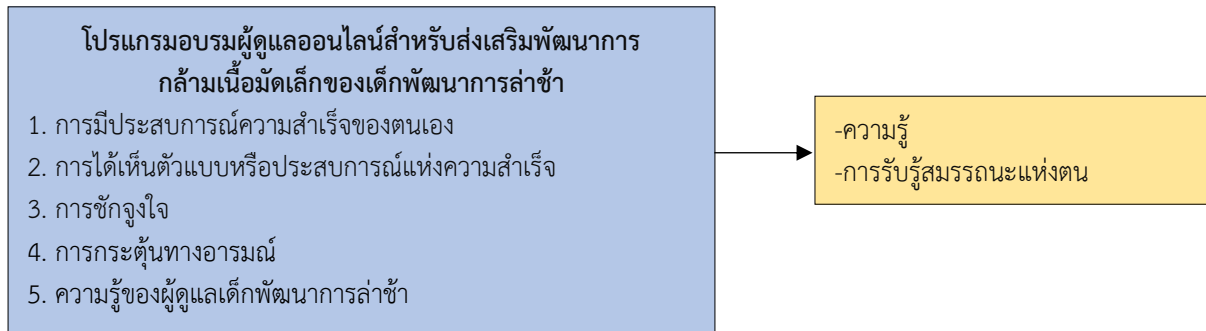 โปรแกรมอบรมผู้ดูแลออนไลน์สำหรับส่งเสริมพัฒนาการ
กล้ามเนื้อมัดเล็กของเด็กพัฒนาการล่าช้า
1. การมีประสบการณ์ความสำเร็จของตนเอง
2. การได้เห็นตัวแบบหรือประสบการณ์แห่งความสำเร็จ
3. การชักจูงใจ
4. การกระตุ้นทางอารมณ์
5. ความรู้ของผู้ดูแลเด็กพัฒนาการล่าช้า
-ความรู้
-การรับรู้สมรรถนะแห่งตน